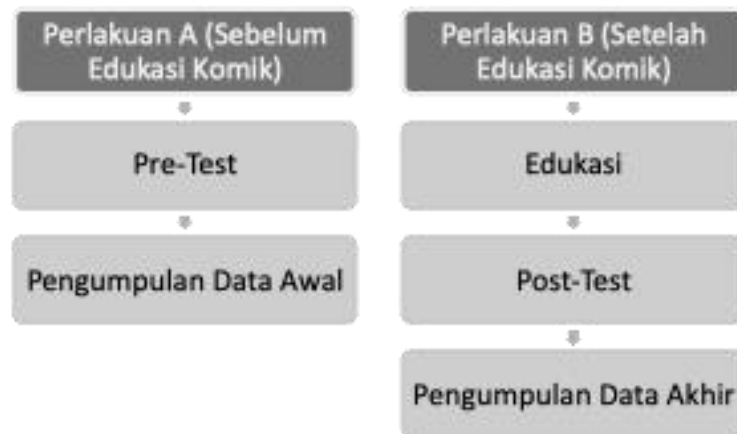 Perlakuan A (Sebelum
Edukasi Komik)
Pre-Test
Pengumpulan Data Awal
Perlakuan B (Setelah
Edukasi Komik)
Edukasi
Post-Test
Pengumpulan Data Akhir